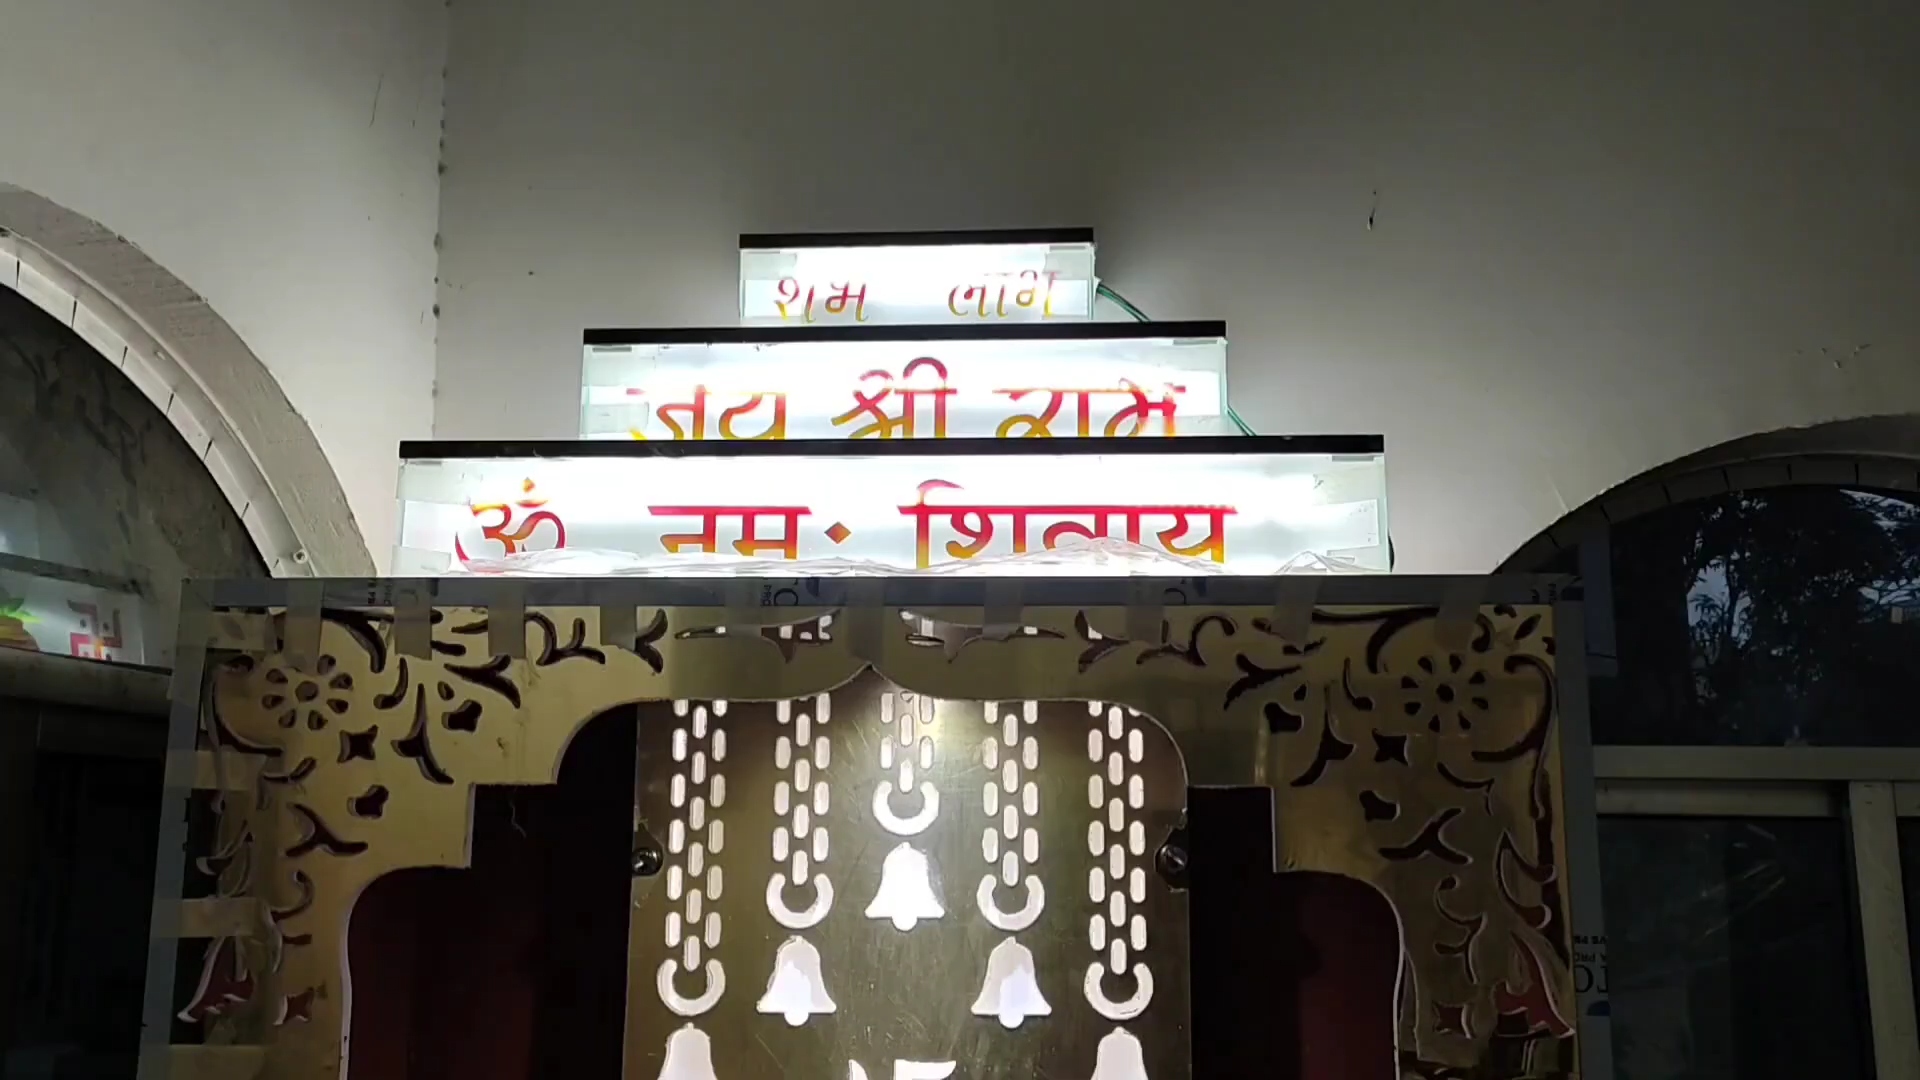 शुभ लाभ
जय श्री राम
ॐ नमः शिवाय